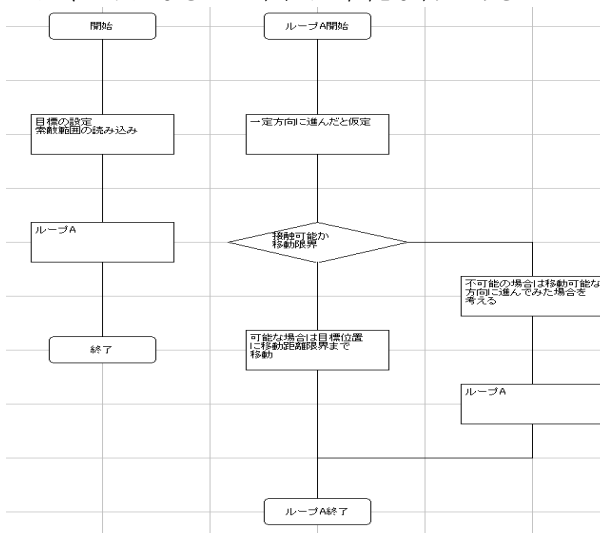 開始
目標の設定
索敵範囲の読み込み
ループA
終了
ループA開始
一定方向に進んだと仮定
接触可能か
移動限界
可能な場合は目標位置
に移動距離限界まで
移動
不可能の場合は移動可能な
方向に進んでみた場合を
考える
ループA
ループA終了